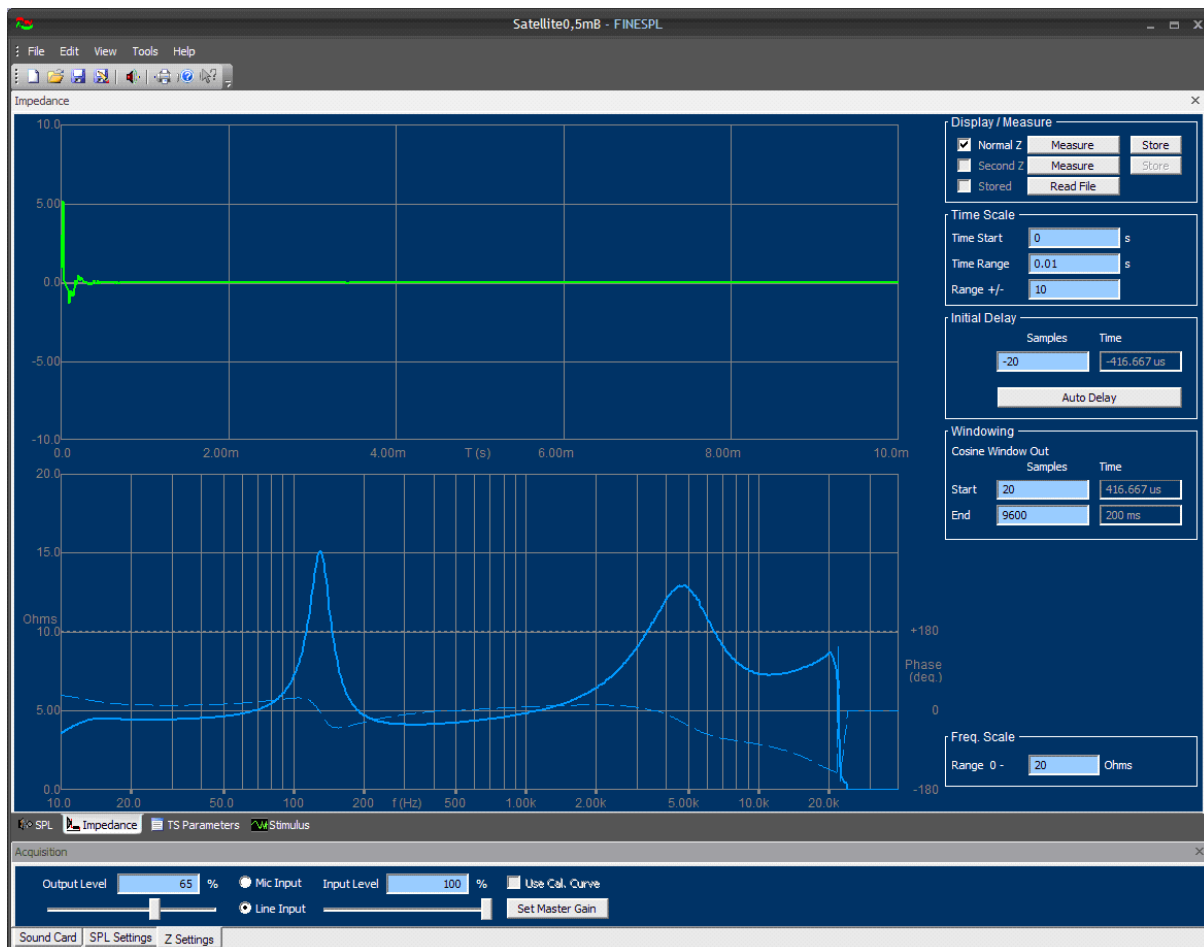 Satellite0,5mB - FINESPL
File Edit View Tools Help
Impedance
10.0
5.00
0.0
-5.00
-10.0
0.0 2.00m 4.00m T (s) 6.00m 8.00m 10.0m
20.0
15.0
Ohms
10.0
5.00
0.0
+180
Phase
(deg.)
0
-180
10.0 20.0 50.0 100 200 f (Hz) 500 1.00k 2.00k 5.00k 10.0k 20.0k
Display / Measure
Normal Z Measure Store
Second Z Measure Store
Stored Read File
Time Scale
Time Start 0 s
Time Range 0.01 s
Range +/- 10
Initial Delay
Samples Time
-20 -416.667 us
Auto Delay
Windowing
Cosine Window Out
Samples Time
Start 20 416.667 us
End 9600 200 ms
Freq. Scale
Range 0 - 20 Ohms
SPL Impedance TS Parameters Stimulus
Acquisition
Output Level 65 % Mic Input Input Level 100 % Use Cal. Curve
Line Input Set Master Gain
Sound Card SPL Settings Z Settings